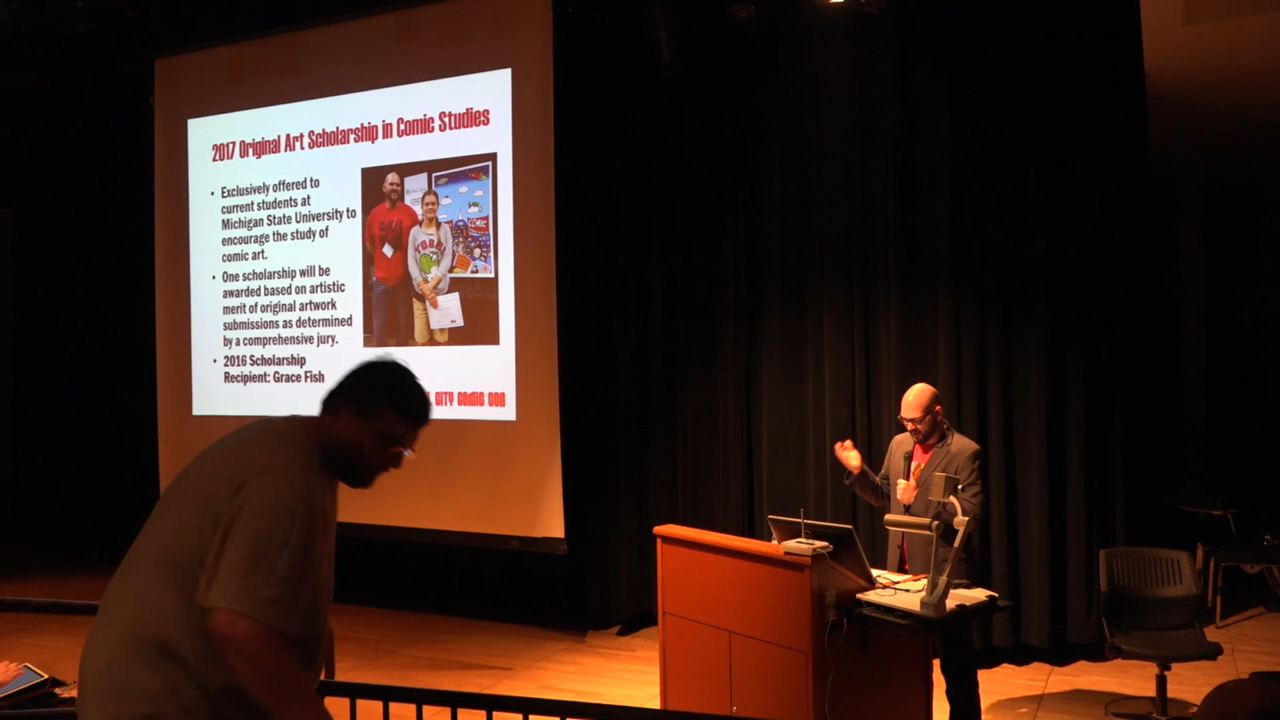 2017 Original Art Scholarship in Comic Studies
• Exclusively offered to
current students at
Michigan State University to
encourage the study of
comic art.
• One scholarship will be
awarded based on artistic
merit of original artwork
submissions as determined
by a comprehensive jury.
• 2016 Scholarship
Recipient: Grace Fish
CITY COMIC CON
COMIC